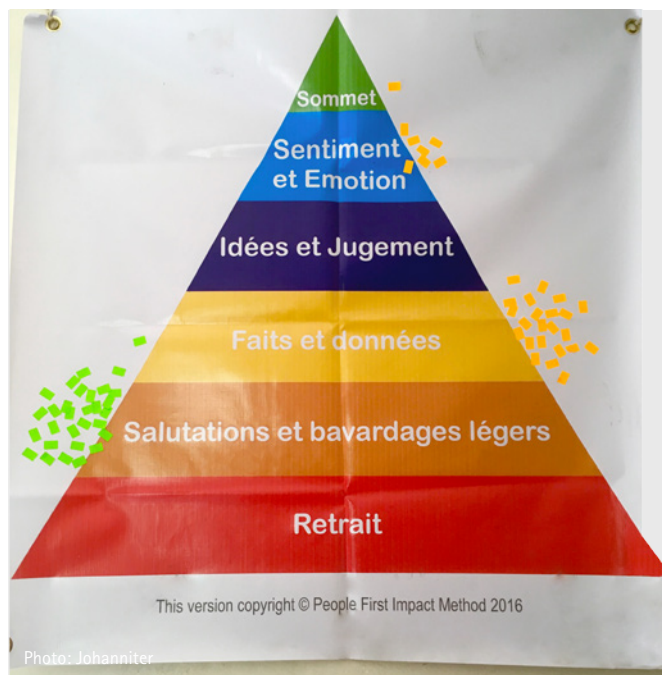 Sommet
Sentiment
et Emotion
Idées et Jugement
Faits et données
Salutations et bavardages légers
Retrait
This version copyright © People First Impact Method 2016
Photo: Johanniter